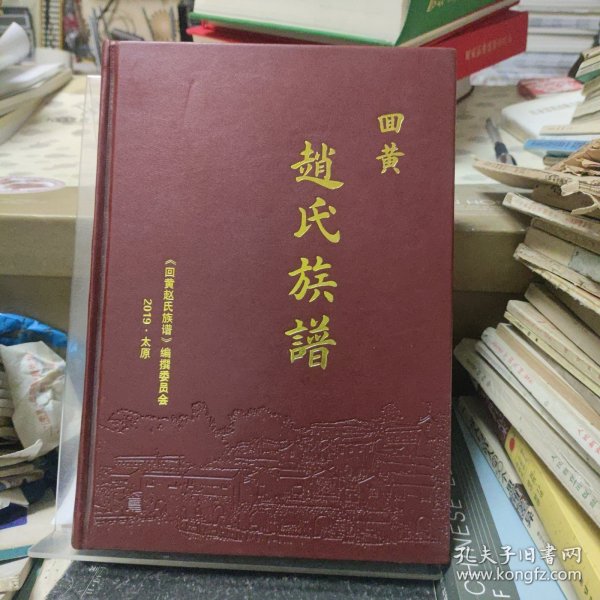 回黄
趙氏族譜
《回黄赵氏族谱》编撰委员会
2019·太原
孔夫子旧书网
www.kongfz.com